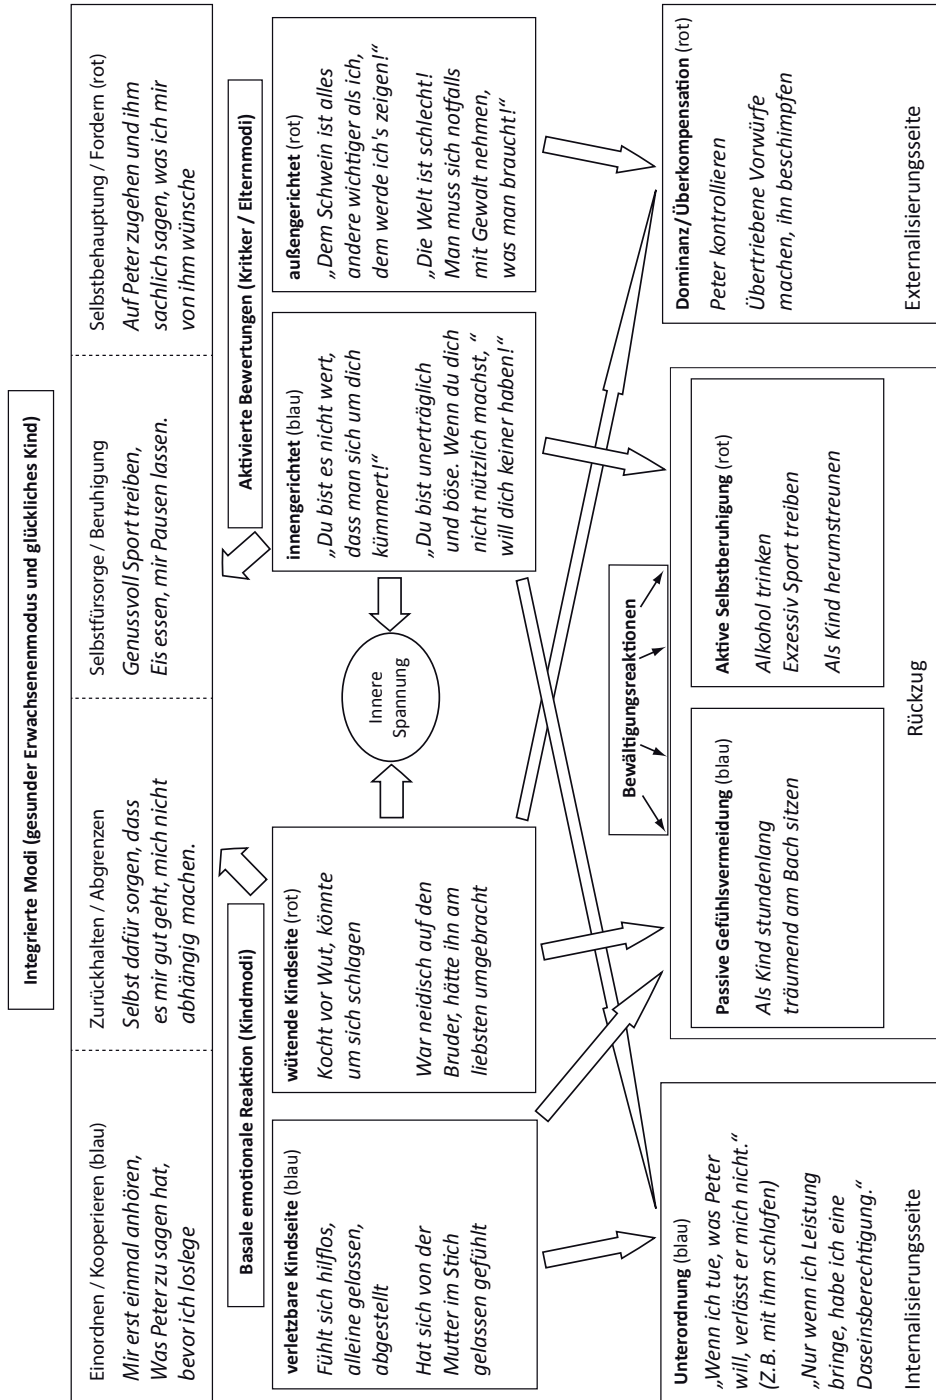 Integrierte Modi (gesunder Erwachsenenmodus und glückliches Kind)
Einordnen / Kooperieren (blau)
Mir erst einmal anhören,
Was Peter zu sagen hat,
bevor ich loslege
Zurückhalten / Abgrenzen
Selbst dafür sorgen, dass
es mir gut geht, mich nicht
abhängig machen.
Selbstfürsorge / Beruhigung
Genussvoll Sport treiben,
Eis essen, mir Pausen lassen.
Selbstbehauptung / Fordern (rot)
Auf Peter zugehen und ihm
sachlich sagen, was ich mir
von ihm wünsche
Basale emotionale Reaktion (Kindmodi)
Aktivierte Bewertungen (Kritker / Elternmodi)
verletzbare Kindseite (blau)
Fühlt sich hilflos,
alleine gelassen,
abgestellt
Hat sich von der
Mutter im Stich
gelassen gefühlt
wütende Kindseite (rot)
Kocht vor Wut, könnte
um sich schlagen
War neidisch auf den
Bruder, hätte ihn am
liebsten umgebracht
Innere
Spannung
innengerichtet (blau)
„Du bist es nicht wert,
dass man sich um dich
kümmert!“
„Du bist unerträglich
und böse. Wenn du dich
nicht nützlich machst,“
will dich keiner haben!“
außengerichtet (rot)
„Dem Schwein ist alles
andere wichtiger als ich,
dem werde ich's zeigen!“
„Die Welt ist schlecht!
Man muss sich notfalls
mit Gewalt nehmen,
was man braucht!“
Bewältigungsreaktionen
Unterordnung (blau)
„Wenn ich tue, was Peter
will, verlässt er mich nicht.“
(Z.B. mit ihm schlafen)
„Nur wenn ich Leistung
bringe, habe ich eine
Daseinsberechtigung.“
Internalisierungsseite
Passive Gefühlsvermeidung (blau)
Als Kind stundenlang
träumend am Bach sitzen
Aktive Selbstberuhigung (rot)
Alkohol trinken
Exzessiv Sport treiben
Als Kind herumstreunen
Rückzug
Dominanz/Überkompensation (rot)
Peter kontrollieren
Übertriebene Vorwürfe
machen, ihn beschimpfen
Externalisierungsseite